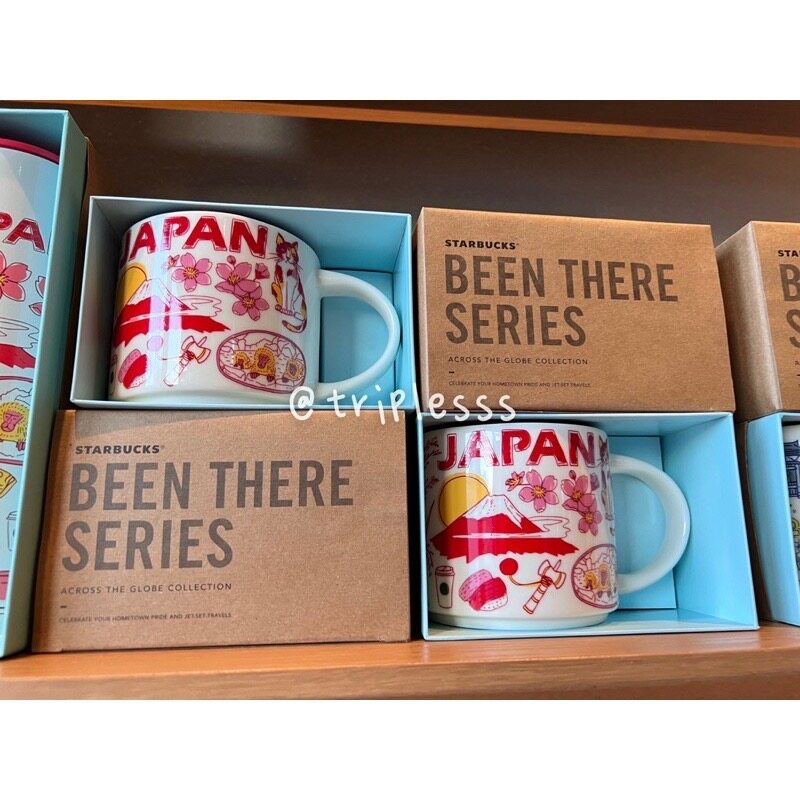 JAPAN
STARBUCKS®
BEEN THERE
SERIES
ACROSS THE GLOBE COLLECTION
CELEBRATE YOUR HOMETOWN PRIDE AND JET-SET-TRAVELS
PA
@triplesss
STARBUCKS®
BEEN THERE
SERIES
ACROSS THE GLOBE COLLECTION
CELEBRATE YOUR HOMETOWN PRIDE AND JET-SET-TRAVELS
JAPAN